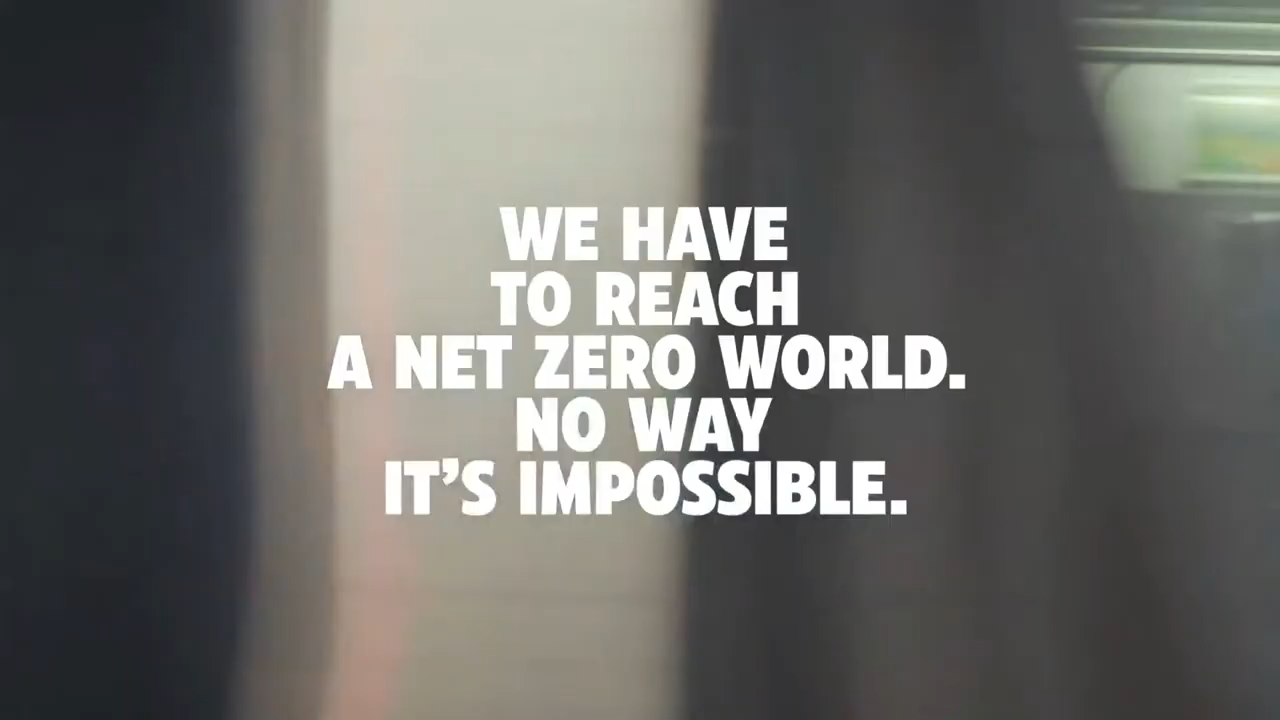 WE HAVE
TO REACH
A NET ZERO WORLD.
NO WAY
IT'S IMPOSSIBLE.